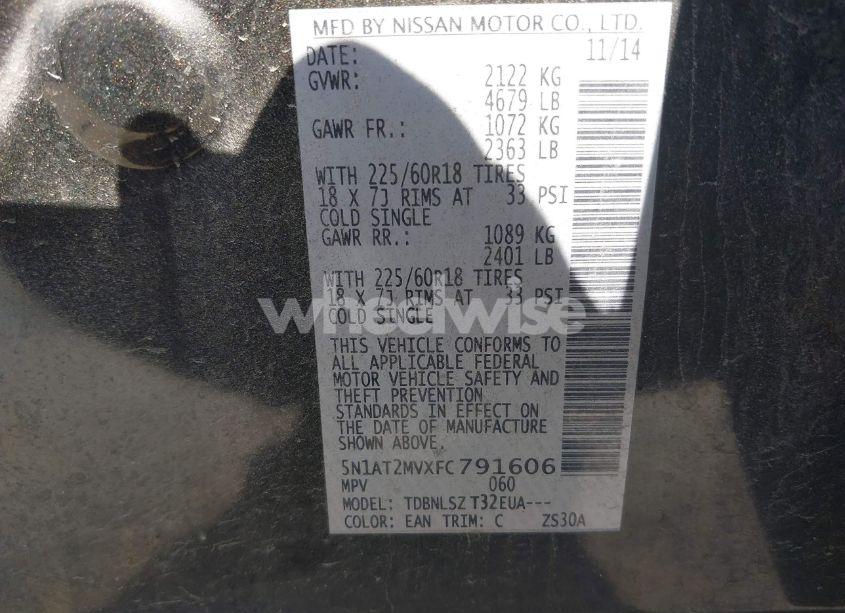 MFD BY NISSAN MOTOR CO., LTD.
DATE: 11/14
GVWR: 2122 KG
4679 LB
GAWR FR.: 1072 KG
2363 LB
WITH 225/60R18 TIRES
18 X 7J RIMS AT 33 PSI
COLD SINGLE
GAWR RR.: 1089 KG
2401 LB
WITH 225/60R18 TIRES
18 X 7J RIMS AT 33 PSI
COLD SINGLE
wheelwise
THIS VEHICLE CONFORMS TO
ALL APPLICABLE FEDERAL
MOTOR VEHICLE SAFETY AND
THEFT PREVENTION
STANDARDS IN EFFECT ON
THE DATE OF MANUFACTURE
SHOWN ABOVE.
5N1AT2MVXFC791606
MPV 060
MODEL: TDBNLSZ T32EUA---
COLOR: EAN TRIM: C ZS30A